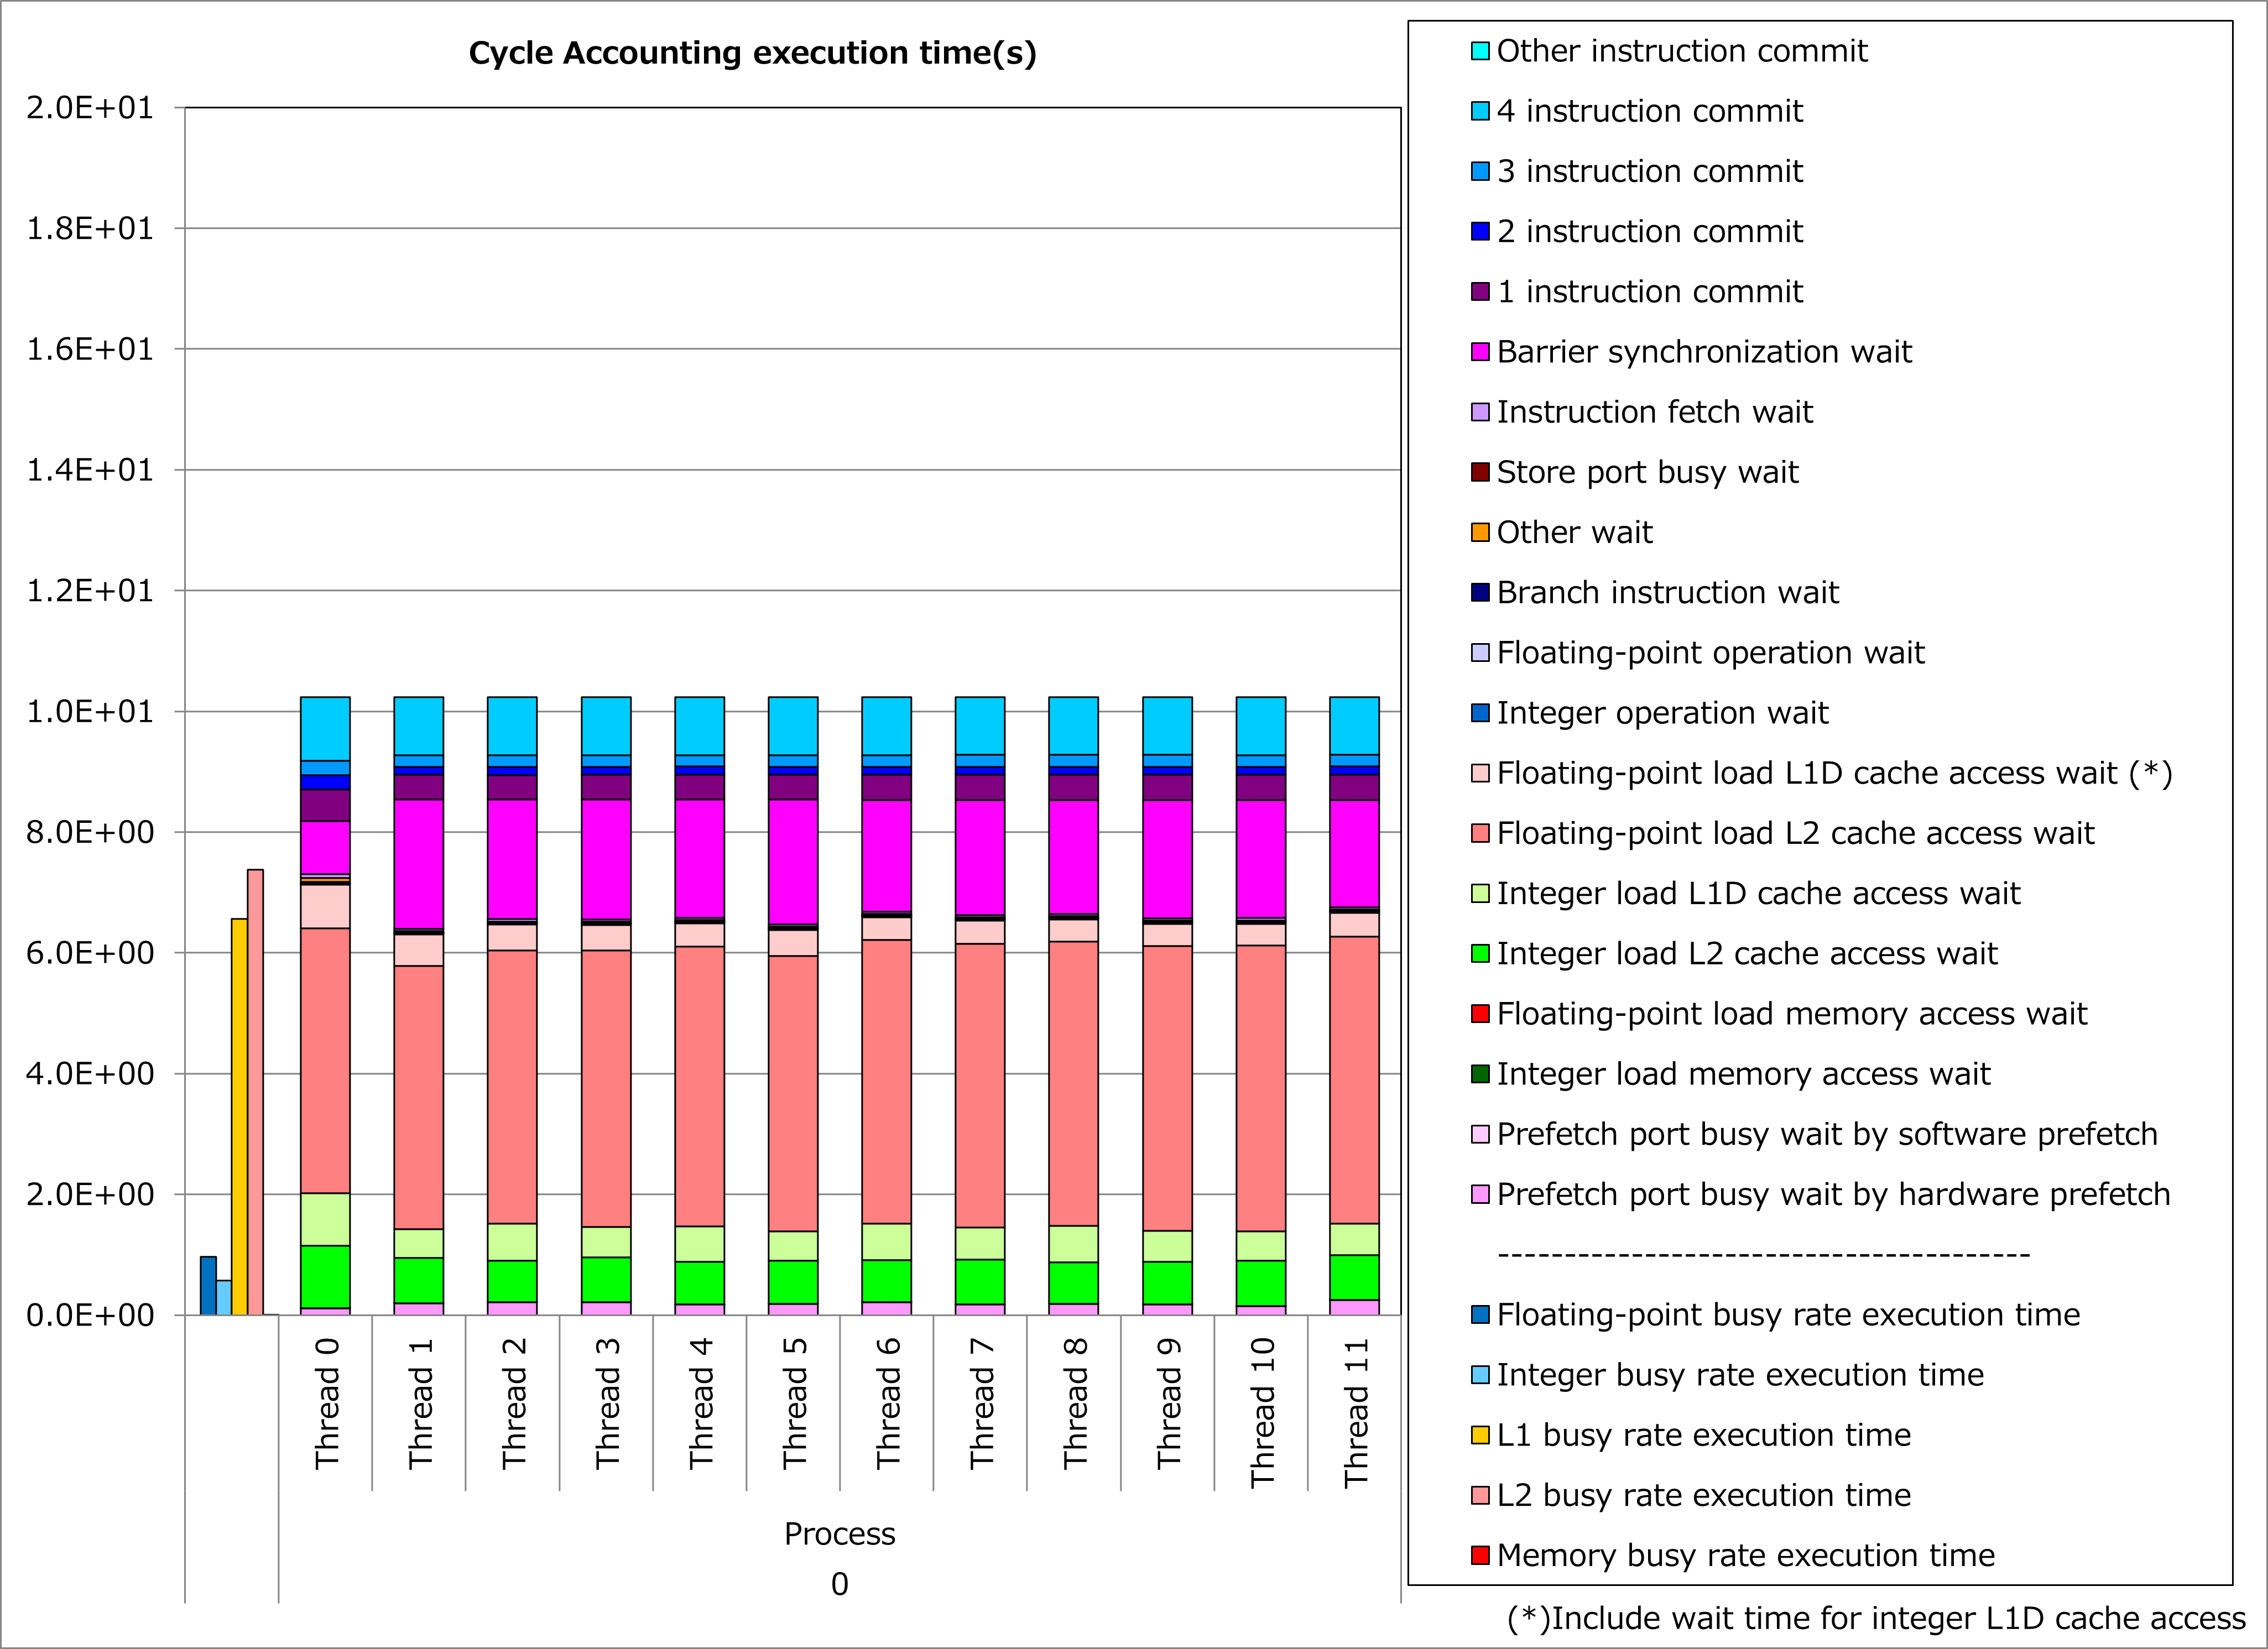 Cycle Accounting execution time(s)
2.0E+01
1.8E+01
1.6E+01
1.4E+01
1.2E+01
1.0E+01
8.0E+00
6.0E+00
4.0E+00
2.0E+00
0.0E+00
Thread 0
Thread 1
Thread 2
Thread 3
Thread 4
Thread 5
Thread 6
Thread 7
Thread 8
Thread 9
Thread 10
Thread 11
Process
0
Other instruction commit
4 instruction commit
3 instruction commit
2 instruction commit
1 instruction commit
Barrier synchronization wait
Instruction fetch wait
Store port busy wait
Other wait
Branch instruction wait
Floating-point operation wait
Integer operation wait
Floating-point load L1D cache access wait (*)
Floating-point load L2 cache access wait
Integer load L1D cache access wait
Integer load L2 cache access wait
Floating-point load memory access wait
Integer load memory access wait
Prefetch port busy wait by software prefetch
Prefetch port busy wait by hardware prefetch
----------------------------------------
Floating-point busy rate execution time
Integer busy rate execution time
L1 busy rate execution time
L2 busy rate execution time
Memory busy rate execution time
(*)Include wait time for integer L1D cache access